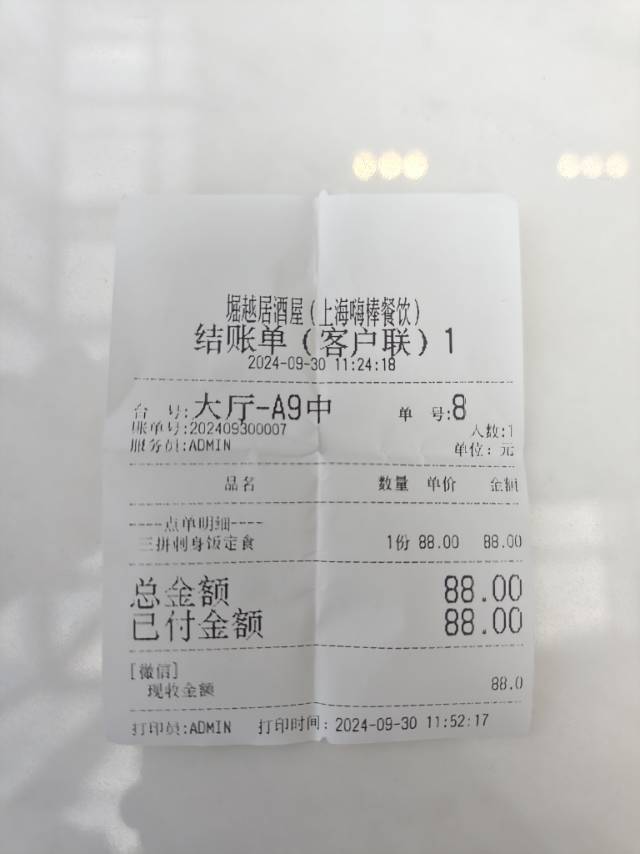 堀越居酒屋(上海嗨棒餐饮)
结账单(客户联)1
2024-09-30 11:24:18
台 号:大厅-A9中 单 号:8
账单号:202409300007 人数:1
服务员:ADMIN 单位:元
品名 数量 单价 金额
----点单明细----
三拼刺身饭定食 1份 88.00 88.00
总金额 88.00
已付金额 88.00
[微信]
现收金额 88.0
打印员:ADMIN 打印时间:2024-09-30 11:52:17